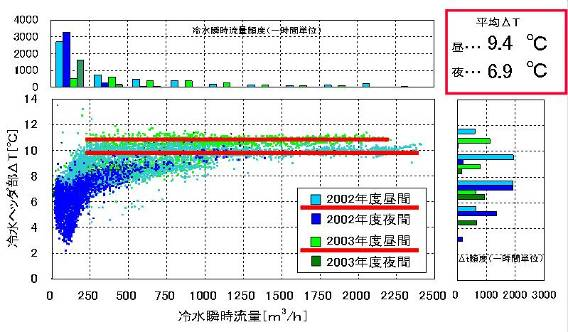 冷水瞬時流量頻度(一時間単位)
4000
3000
2000
1000
0
平均ΔT
昼… 9.4 ℃
夜… 6.9 ℃
冷水ヘッダ部ΔT[℃]
14
12
10
8
6
4
2
0
2002年度昼間
2002年度夜間
2003年度昼間
2003年度夜間
0 250 500 750 1000 1250 1500 1750 2000 2250 2500
冷水瞬時流量[m³/h]
Δt頻度(一時間単位)
0 1000 2000 3000